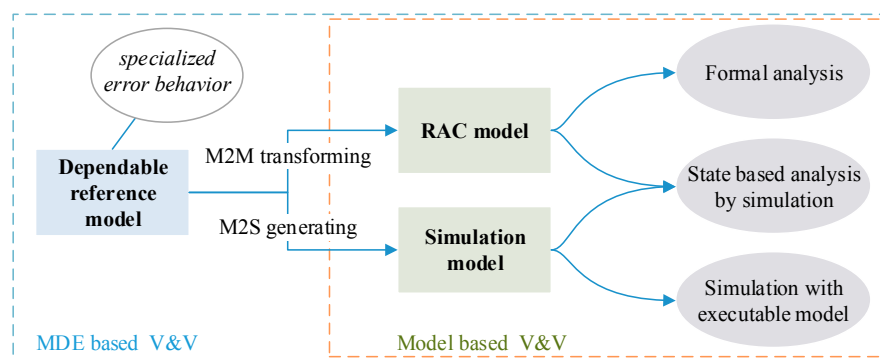 specialized
error behavior
Dependable
reference
model
M2M transforming
M2S generating
RAC model
Simulation
model
Formal analysis
State based analysis
by simulation
Simulation with
executable model
MDE based V&V
Model based V&V